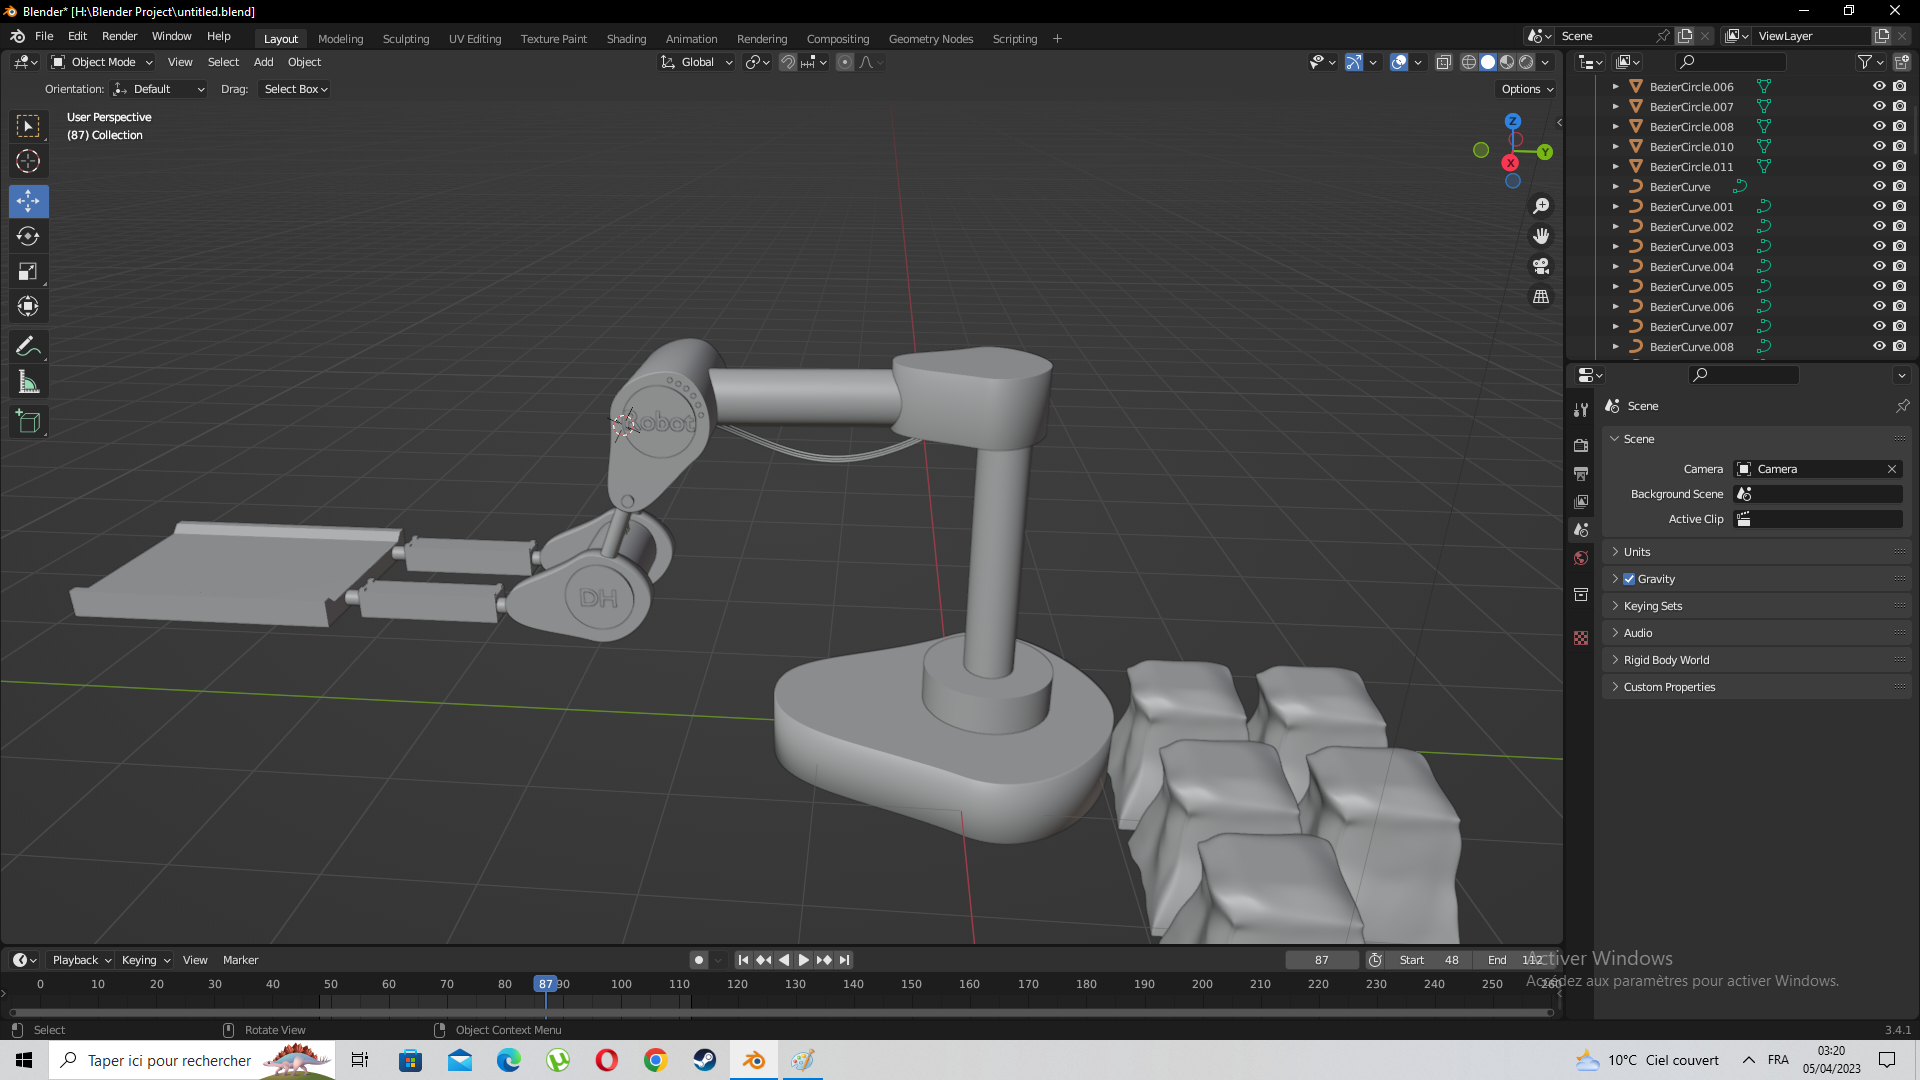 Blender* [H:\Blender Project\untitled.blend]
File Edit Render Window Help Layout Modeling Sculpting UV Editing Texture Paint Shading Animation Rendering Compositing Geometry Nodes Scripting + Scene ViewLayer
Object Mode View Select Add Object Global
Orientation: Default Drag: Select Box Options
User Perspective
(87) Collection
Z
Y
X
BezierCircle.006
BezierCircle.007
BezierCircle.008
BezierCircle.010
BezierCircle.011
BezierCurve
BezierCurve.001
BezierCurve.002
BezierCurve.003
BezierCurve.004
BezierCurve.005
BezierCurve.006
BezierCurve.007
BezierCurve.008
Robot
DH
Scene
Scene
Camera Camera
Background Scene
Active Clip
Units
Gravity
Keying Sets
Audio
Rigid Body World
Custom Properties
Playback Keying View Marker 87 Start 48 End 112
0 10 20 30 40 50 60 70 80 87 90 100 110 120 130 140 150 160 170 180 190 200 210 220 230 240 250 260
Activer Windows
Accédez aux paramètres pour activer Windows.
Select Rotate View Object Context Menu 3.4.1
Taper ici pour rechercher 10°C Ciel couvert FRA 03:20
05/04/2023